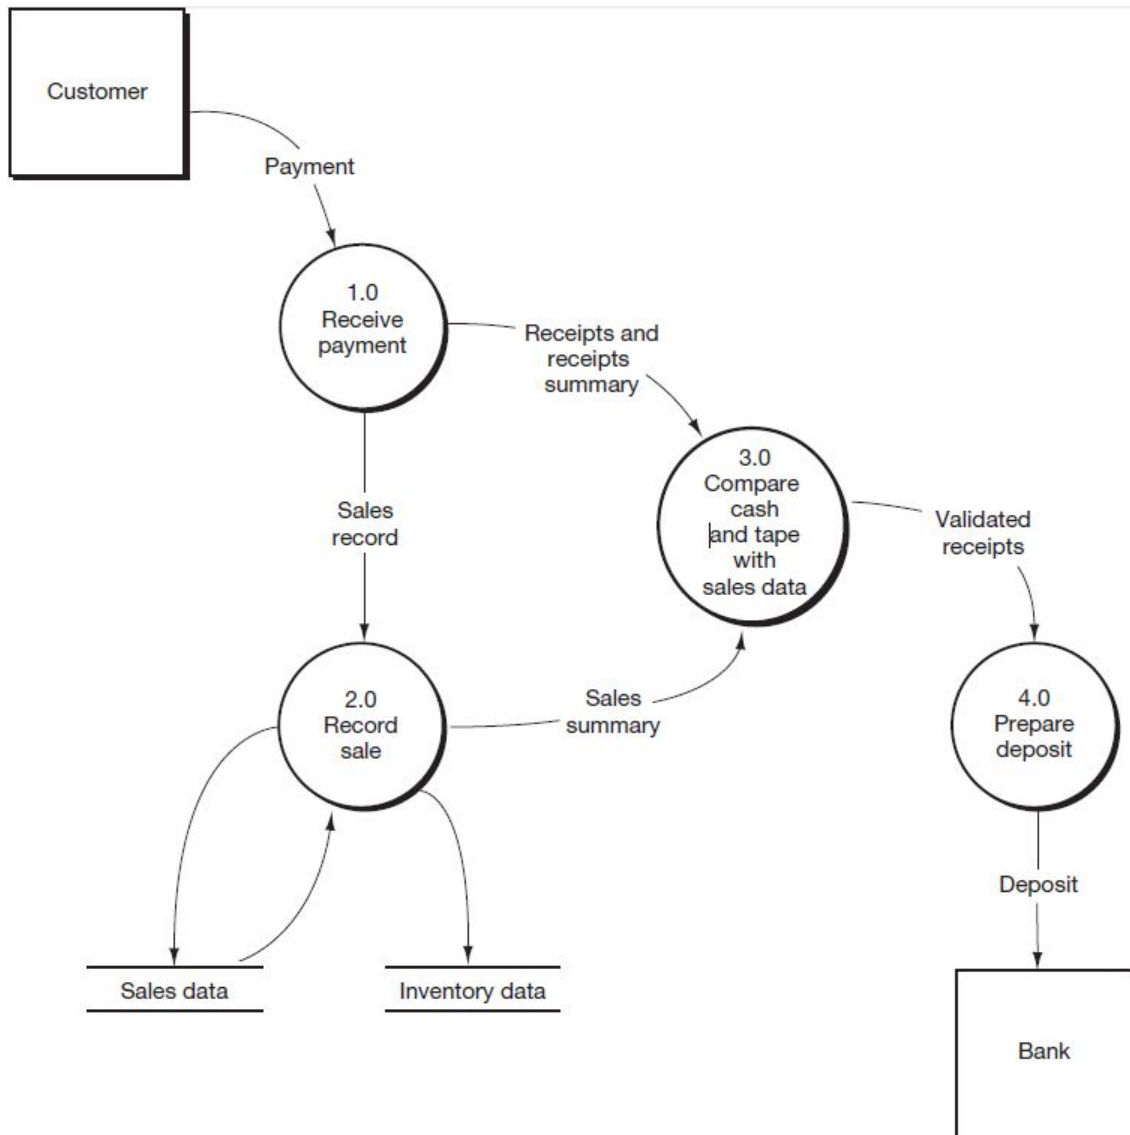 Customer
Payment
1.0
Receive
payment
Receipts and
receipts
summary
3.0
Compare
cash
and tape
with
sales data
Sales
record
Validated
receipts
2.0
Record
sale
Sales
summary
4.0
Prepare
deposit
Deposit
Sales data
Inventory data
Bank